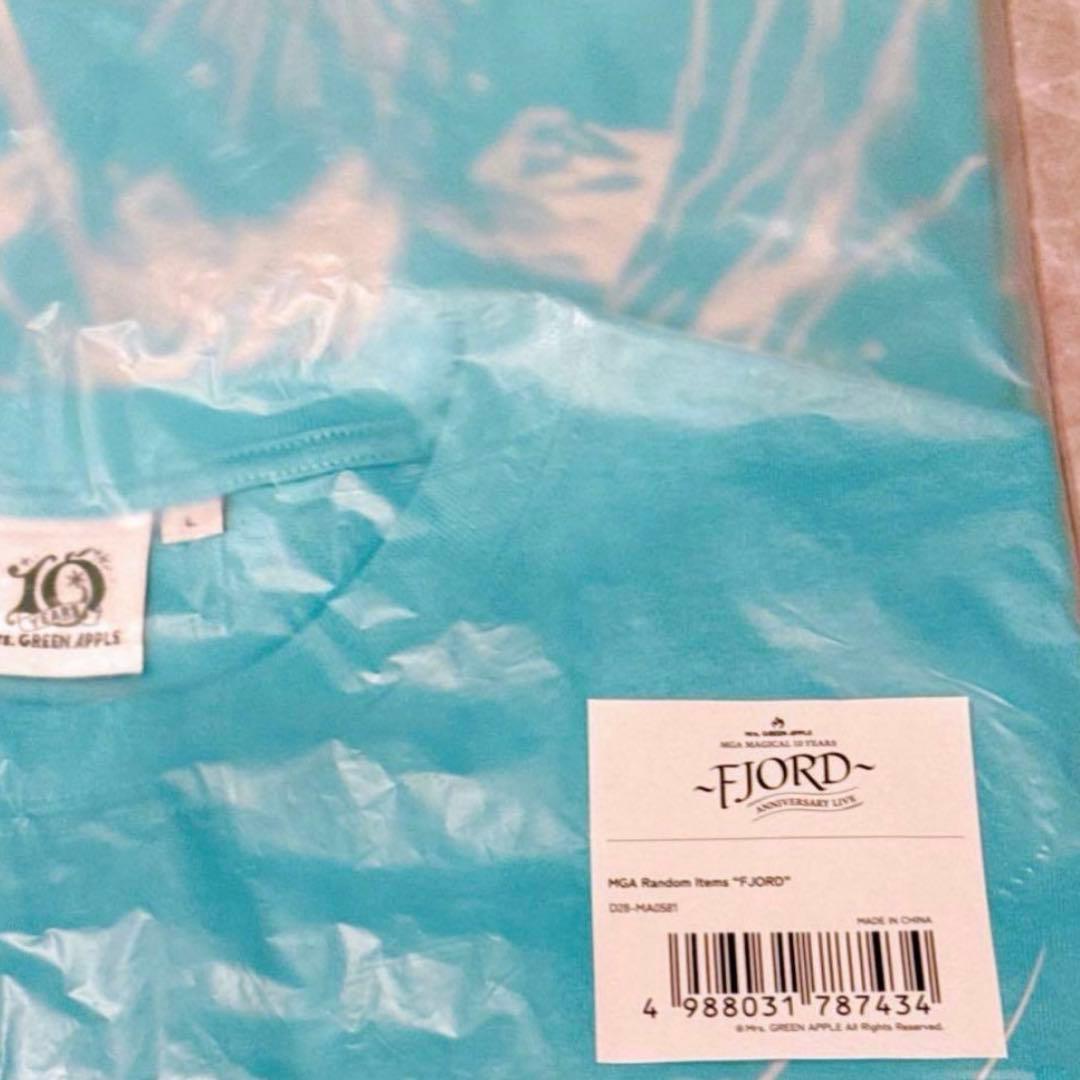 L
10
YEARS
rs. GREEN APPLE
Mrs. GREEN APPLE
MGA MAGICAL 10 YEARS
~FJORD~
ANNIVERSARY LIVE
MGA Random Items "FJORD"
D28-MA0581
MADE IN CHINA
4 988031 787434
©Mrs. GREEN APPLE All Rights Reserved.